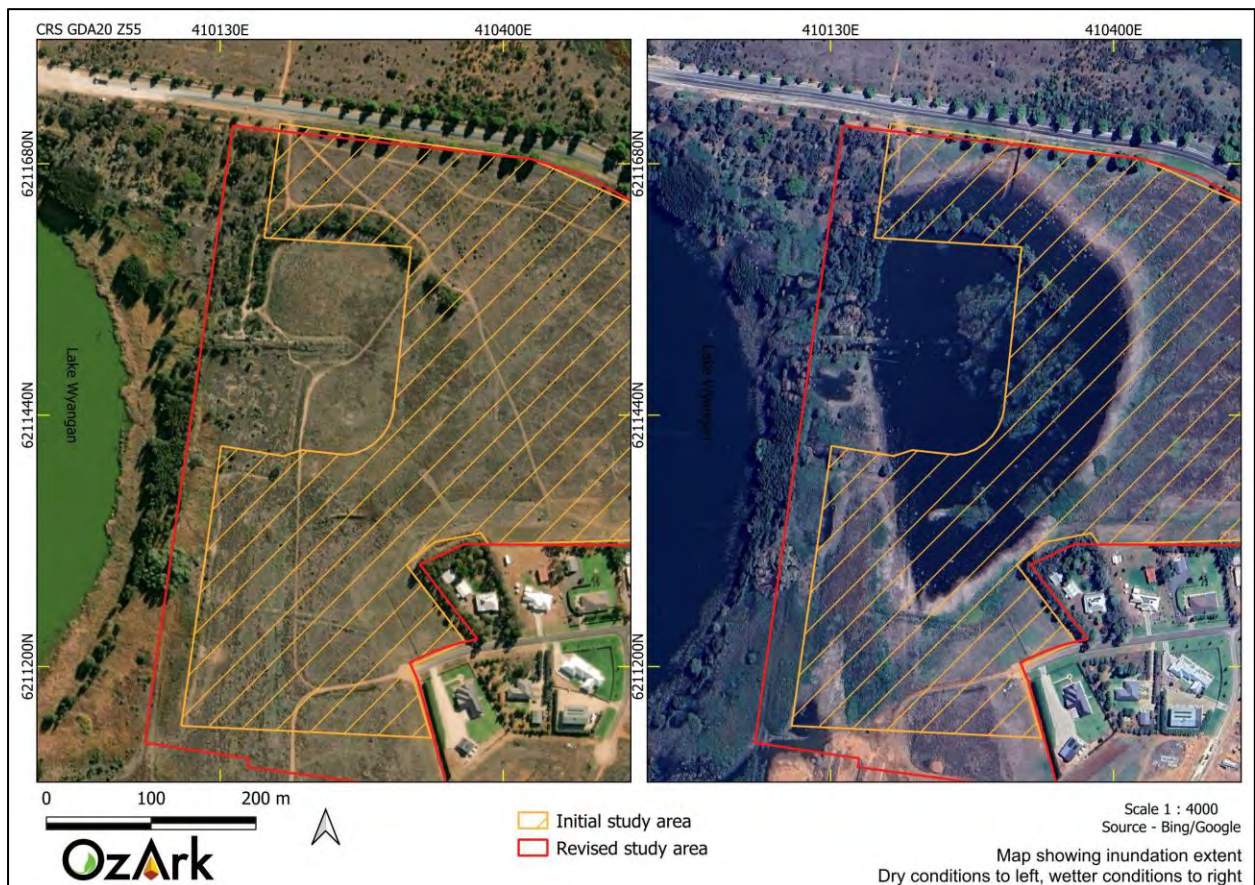 CRS GDA20 Z55
410130E
410400E
410130E
410400E
6211680N
6211440N
6211200N
Lake Wyangan
6211680N
6211440N
6211200N
Lake Wyangan
0 100 200 m
OzArk
Initial study area
Revised study area
Scale 1 : 4000
Source - Bing/Google
Map showing inundation extent
Dry conditions to left, wetter conditions to right